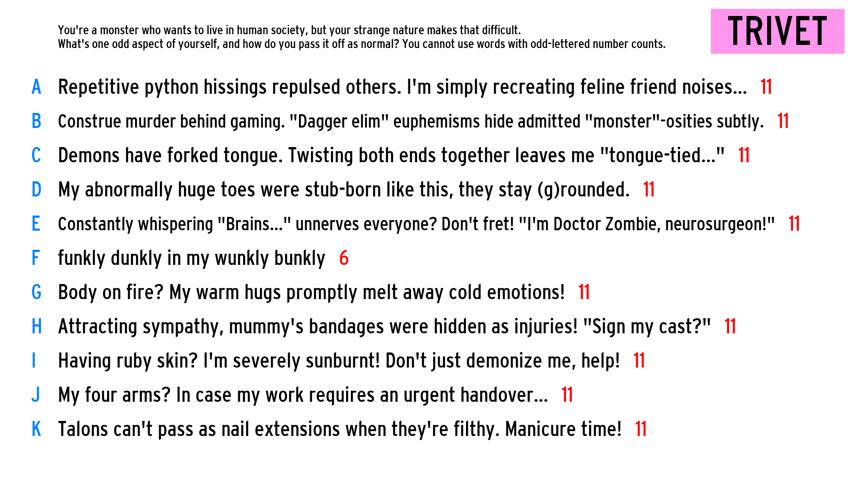 You're a monster who wants to live in human society, but your strange nature makes that difficult.
What's one odd aspect of yourself, and how do you pass it off as normal? You cannot use words with odd-lettered number counts.
TRIVET
A Repetitive python hissings repulsed others. I'm simply recreating feline friend noises... 11
B Construe murder behind gaming. "Dagger elim" euphemisms hide admitted "monster"-osities subtly. 11
C Demons have forked tongue. Twisting both ends together leaves me "tongue-tied..." 11
D My abnormally huge toes were stub-born like this, they stay (g)rounded. 11
E Constantly whispering "Brains..." unnerves everyone? Don't fret! "I'm Doctor Zombie, neurosurgeon!" 11
F funkly dunkly in my wunkly bunkly 6
G Body on fire? My warm hugs promptly melt away cold emotions! 11
H Attracting sympathy, mummy's bandages were hidden as injuries! "Sign my cast?" 11
I Having ruby skin? I'm severely sunburnt! Don't just demonize me, help! 11
J My four arms? In case my work requires an urgent handover... 11
K Talons can't pass as nail extensions when they're filthy. Manicure time! 11